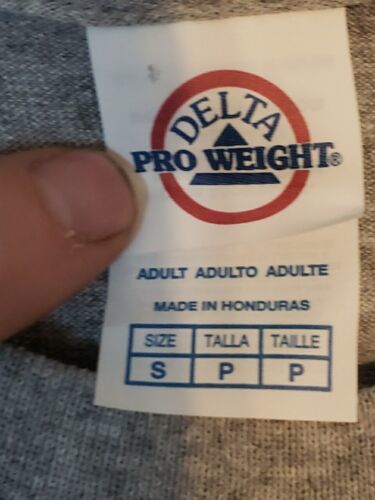 DELTA
PRO WEIGHT®
ADULT ADULTO ADULTE
MADE IN HONDURAS
SIZE TALLA TAILLE
S P P